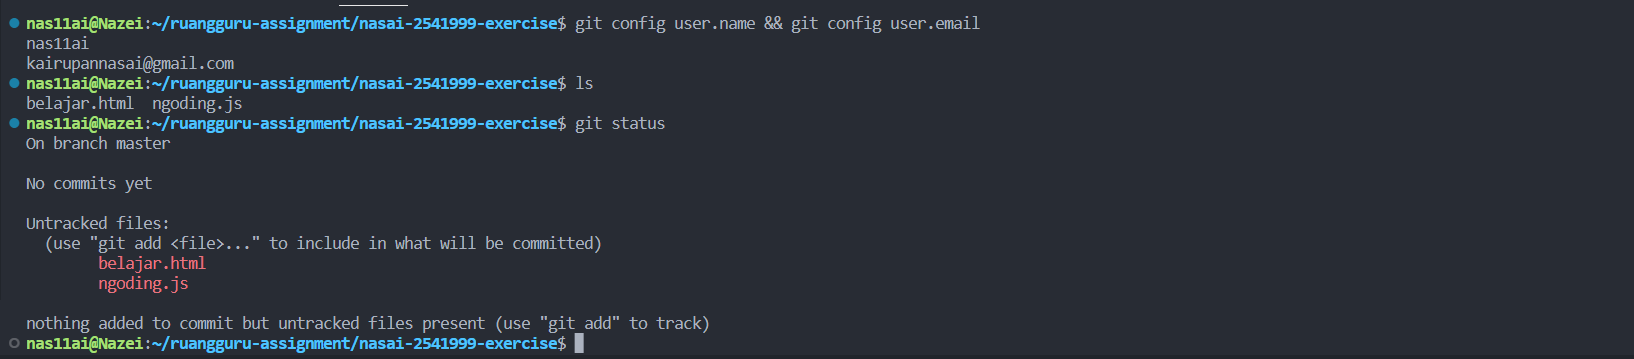 nas11ai@Nazei:~/ruangguru-assignment/nasai-2541999-exercise$ git config user.name && git config user.email
nas11ai
kairupannasai@gmail.com
nas11ai@Nazei:~/ruangguru-assignment/nasai-2541999-exercise$ ls
belajar.html  ngoding.js
nas11ai@Nazei:~/ruangguru-assignment/nasai-2541999-exercise$ git status
On branch master
No commits yet
Untracked files:
  (use "git add <file>..." to include in what will be committed)
        belajar.html
        ngoding.js
nothing added to commit but untracked files present (use "git add" to track)
nas11ai@Nazei:~/ruangguru-assignment/nasai-2541999-exercise$